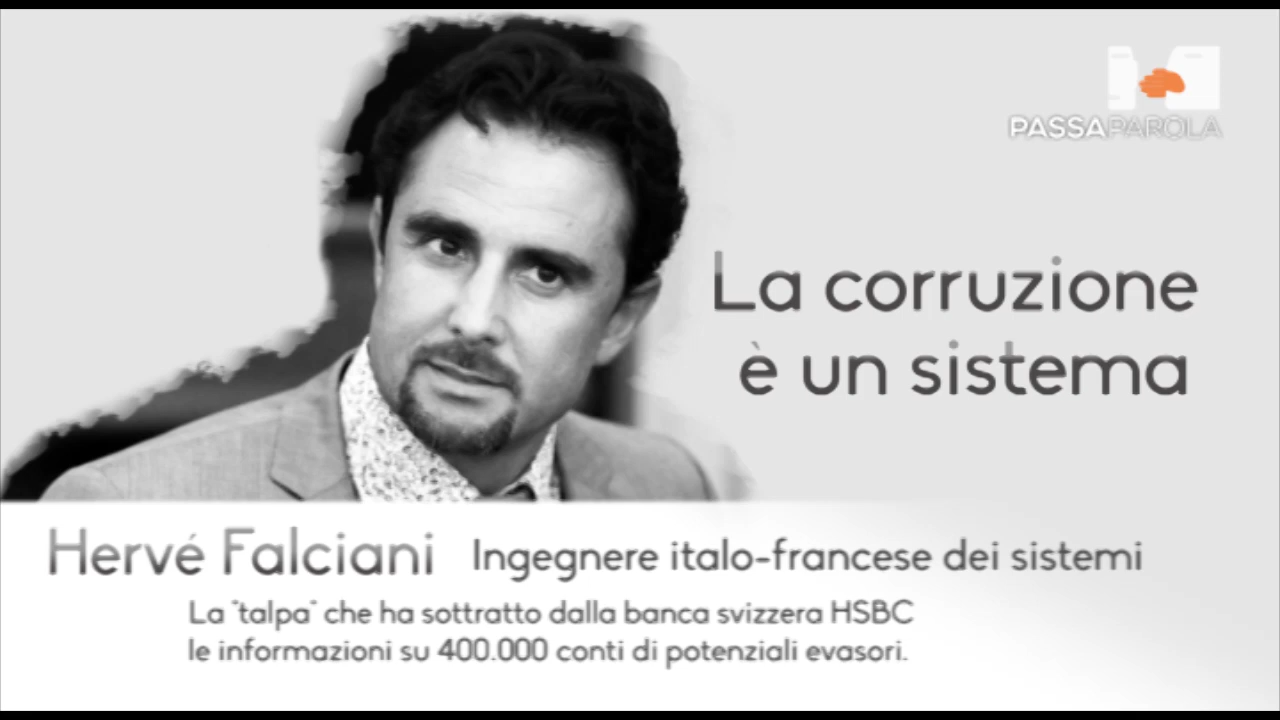 PASSAPAROLA
La corruzione
è un sistema
Hervé Falciani Ingegnere italo-francese dei sistemi
La "talpa" che ha sottratto dalla banca svizzera HSBC
le informazioni su 400.000 conti di potenziali evasori.